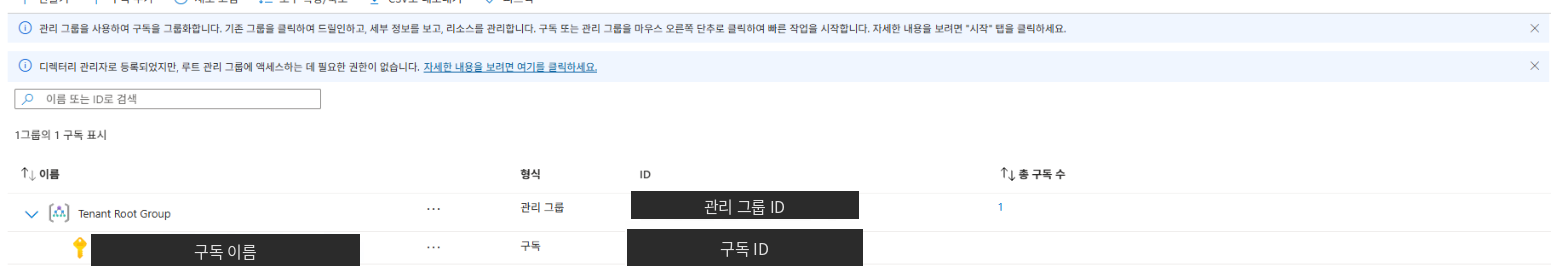 관리 그룹을 사용하여 구독을 그룹화합니다. 기존 그룹을 클릭하여 드릴인하고, 세부 정보를 보고, 리소스를 관리합니다. 구독 또는 관리 그룹을 마우스 오른쪽 단추로 클릭하여 빠른 작업을 시작합니다. 자세한 내용을 보려면 "시작" 탭을 클릭하세요.
디렉터리 관리자로 등록되었지만, 루트 관리 그룹에 액세스하는 데 필요한 권한이 없습니다. 자세한 내용을 보려면 여기를 클릭하세요.
이름 또는 ID로 검색
1그룹의 1 구독 표시
이름 형식 ID 총 구독 수
Tenant Root Group ... 관리 그룹 관리 그룹 ID 1
구독 이름 ... 구독 구독 ID